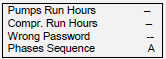 Pumps Run Hours –
Compr. Run Hours –
Wrong Password --
Phases Sequence A